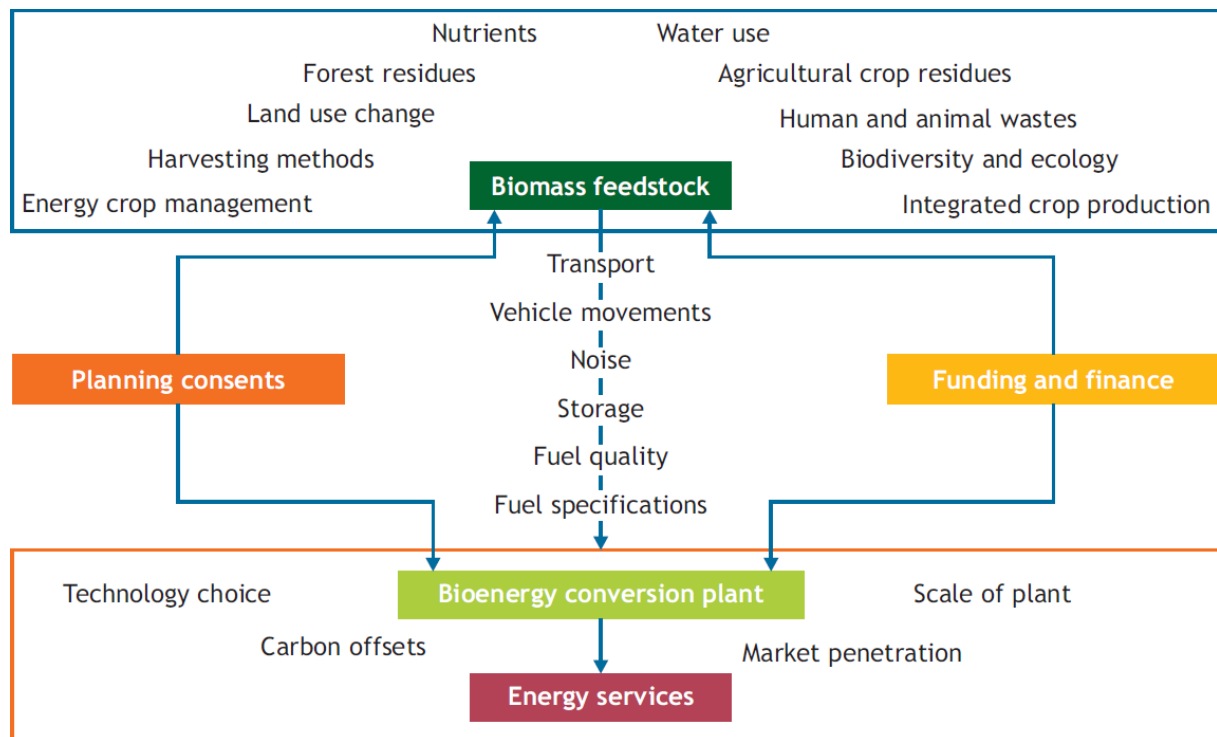 Nutrients
Water use
Forest residues
Agricultural crop residues
Land use change
Human and animal wastes
Harvesting methods
Biodiversity and ecology
Biomass feedstock
Energy crop management
Integrated crop production
Transport
Vehicle movements
Noise
Planning consents
Funding and finance
Storage
Fuel quality
Fuel specifications
Technology choice
Bioenergy conversion plant
Scale of plant
Carbon offsets
Market penetration
Energy services